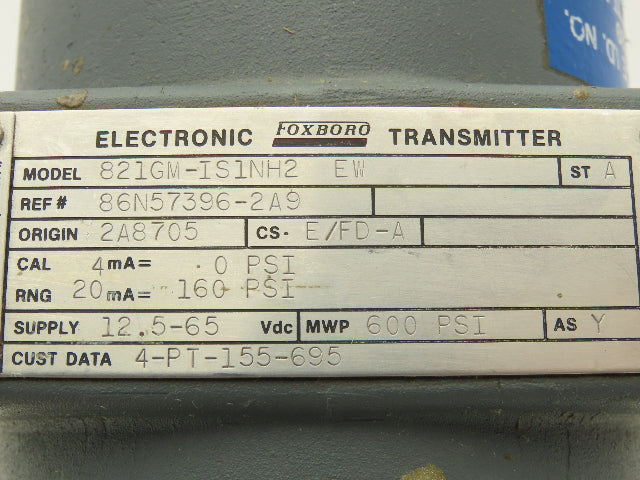 LO. NO.
ELECTRONIC FOXBORO TRANSMITTER
MODEL 821GM-IS1NH2 EW ST A
REF# 86N57396-2A9
ORIGIN 2A8705 CS- E/FD-A
CAL 4mA= .0 PSI
RNG 20mA= 160 PSI
SUPPLY 12.5-65 Vdc MWP 600 PSI AS Y
CUST DATA 4-PT-155-695